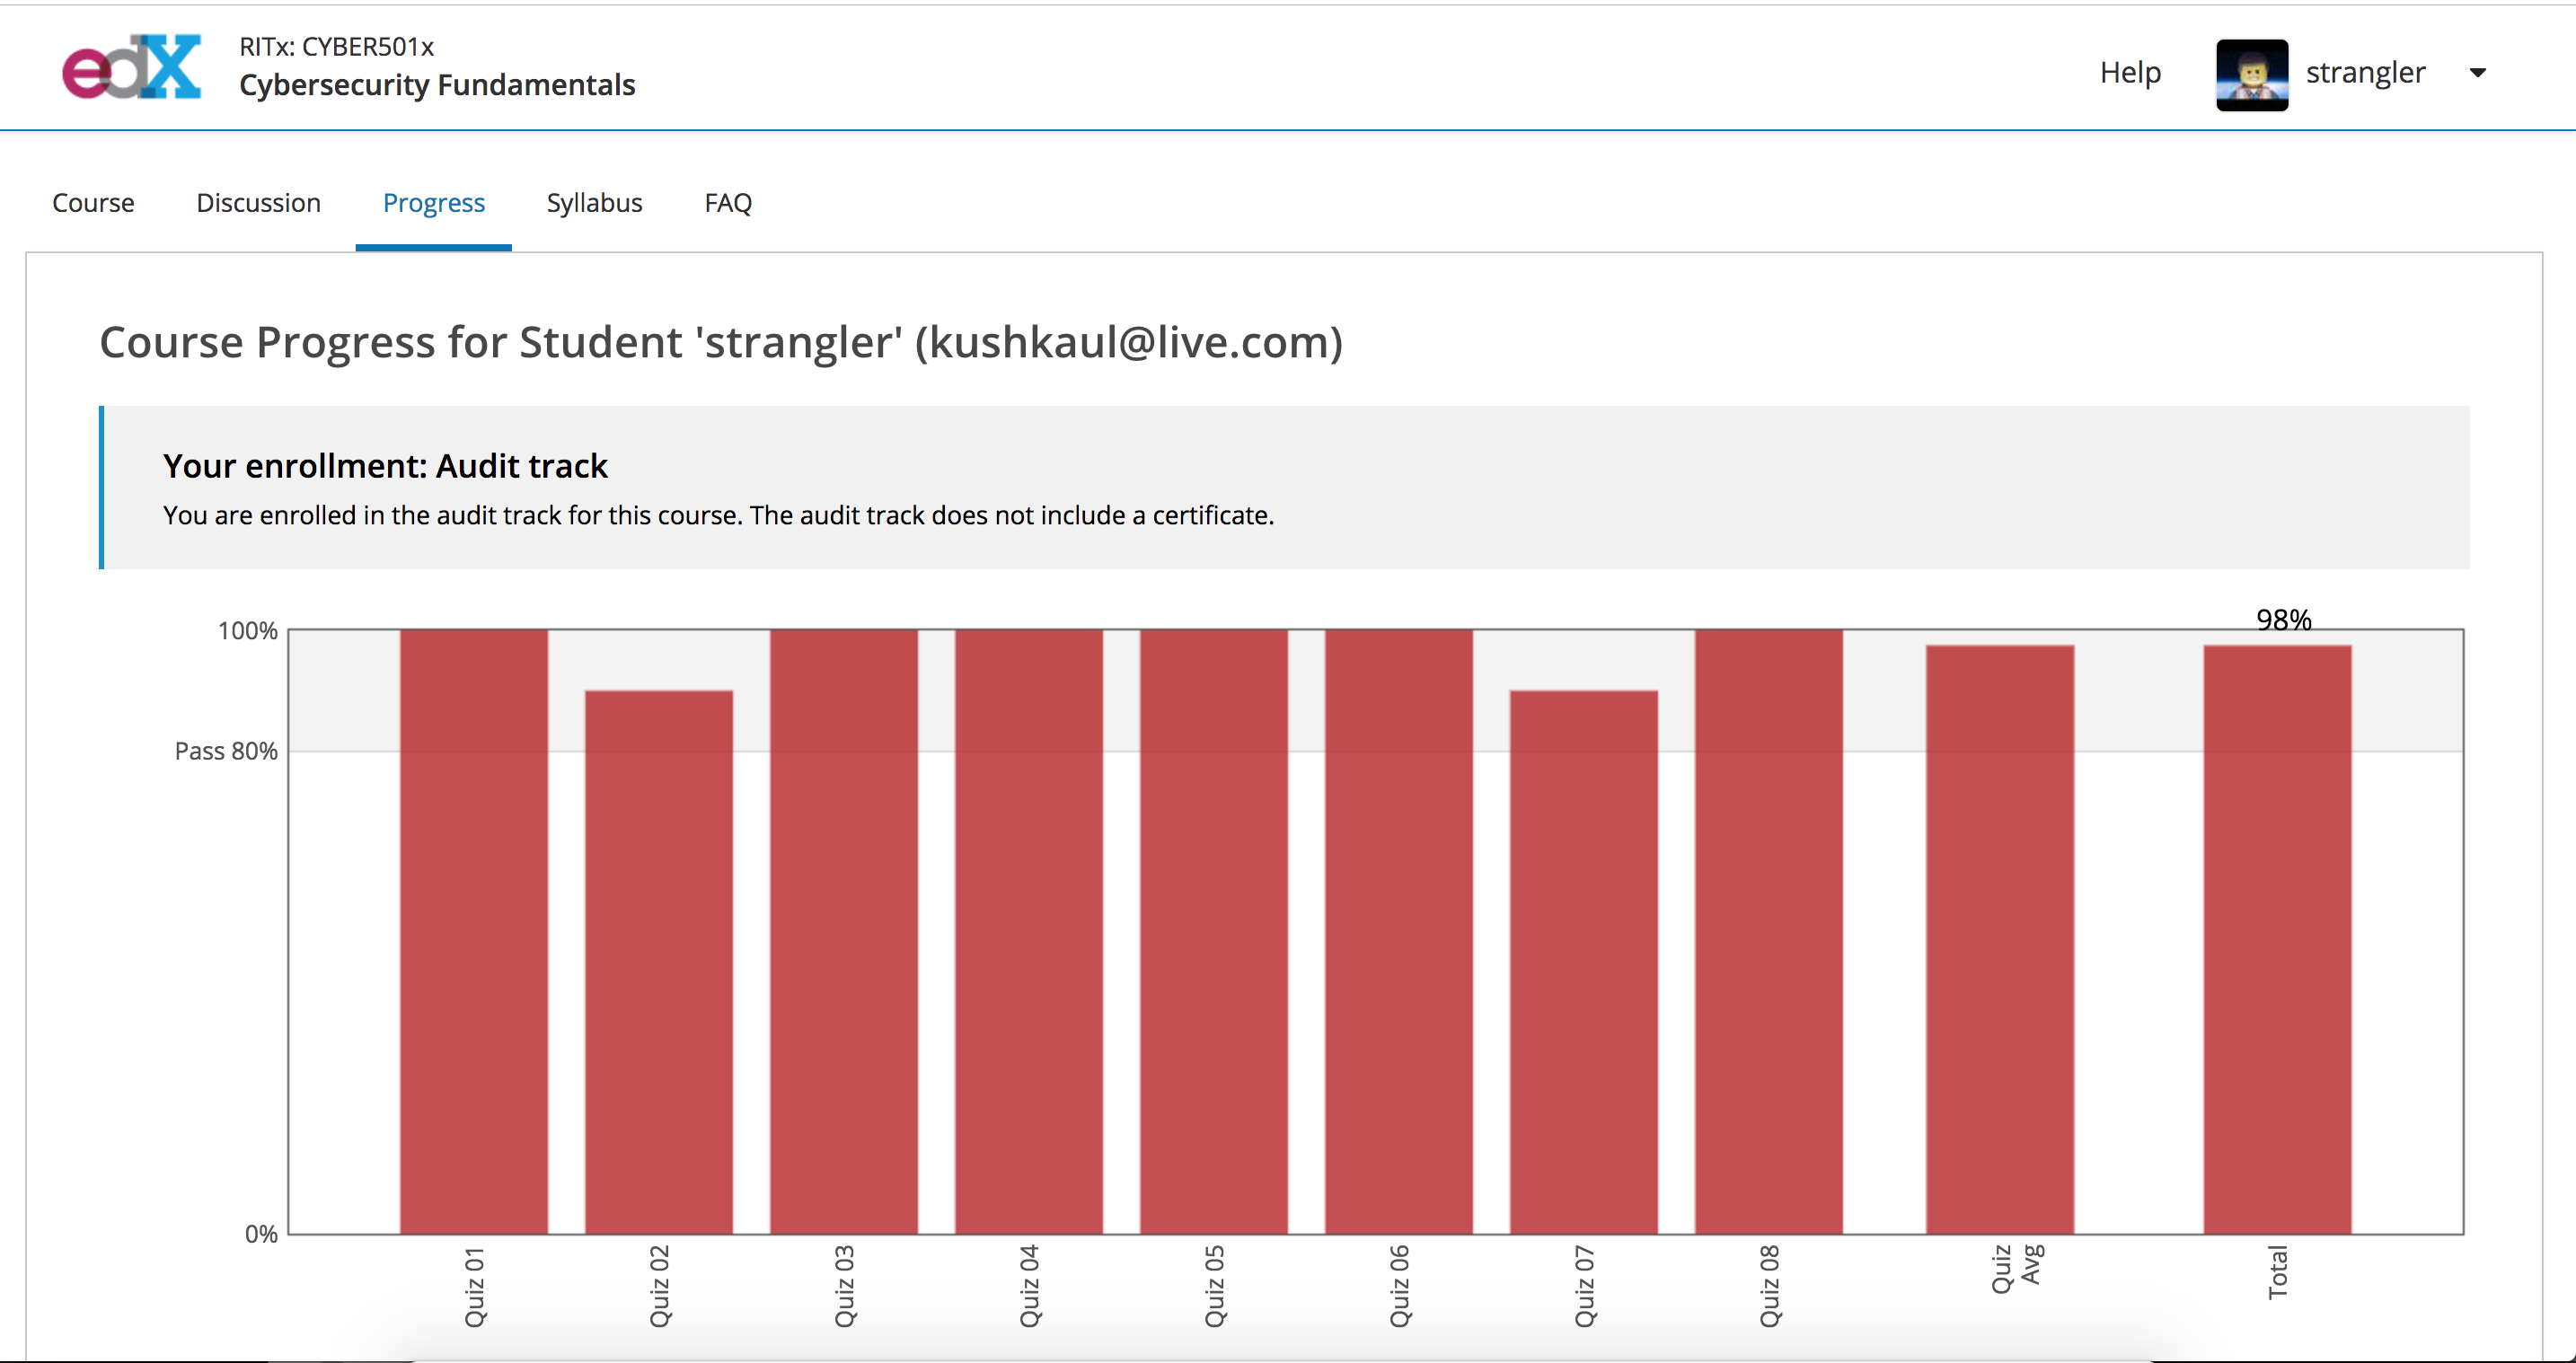 edX
RITx: CYBER501x
Cybersecurity Fundamentals
Help
strangler
Course
Discussion
Progress
Syllabus
FAQ
Course Progress for Student 'strangler' (kushkaul@live.com)
Your enrollment: Audit track
You are enrolled in the audit track for this course. The audit track does not include a certificate.
98%
100%
Pass 80%
0%
Quiz 01
Quiz 02
Quiz 03
Quiz 04
Quiz 05
Quiz 06
Quiz 07
Quiz 08
Quiz
Avg
Total